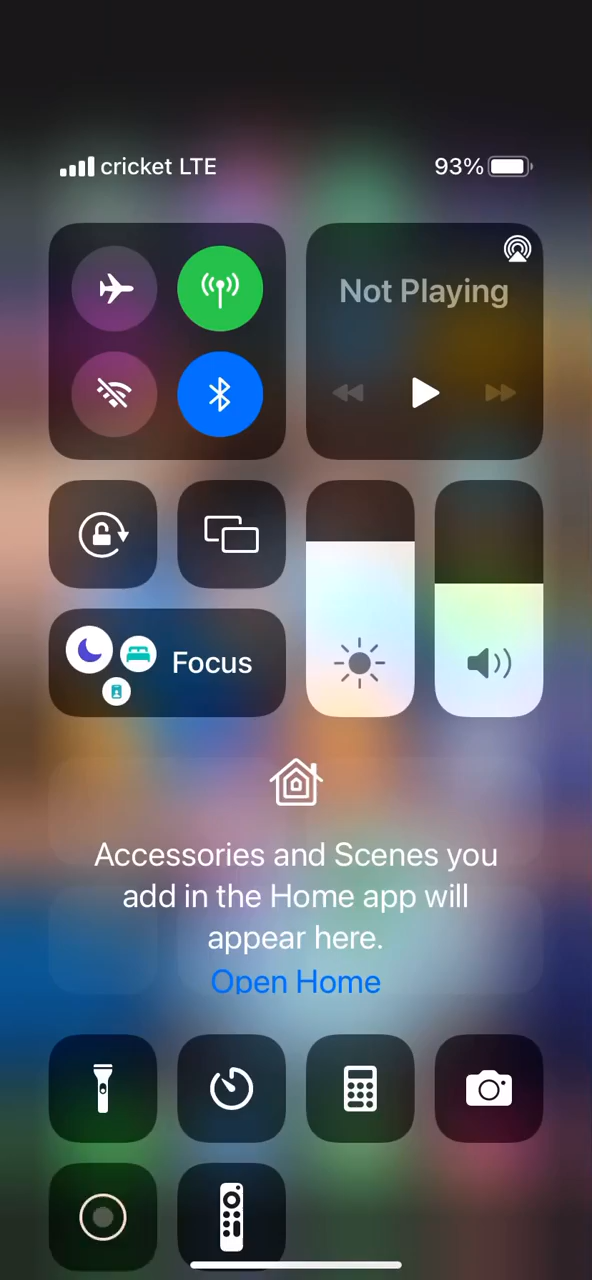 cricket LTE
93%
Not Playing
Focus
Accessories and Scenes you
add in the Home app will
appear here.
Open Home